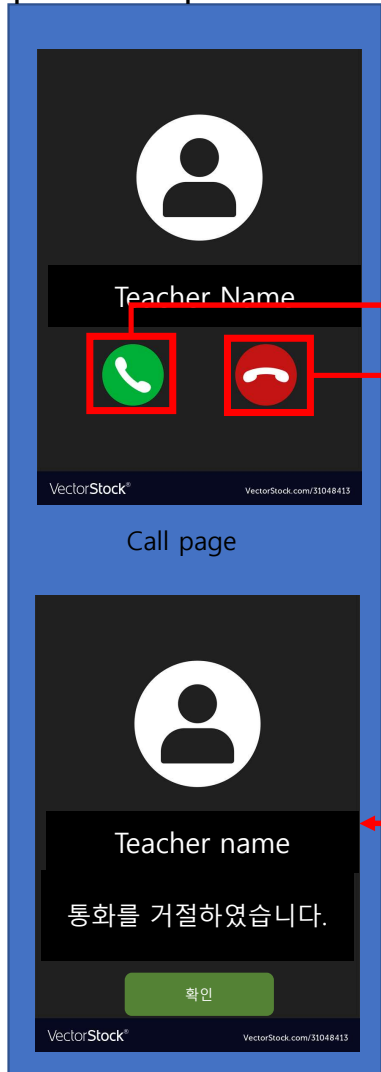 Teacher Name
VectorStock® VectorStock.com/31048413
Call page
Teacher name
통화를 거절하였습니다.
확인
VectorStock® VectorStock.com/31048413